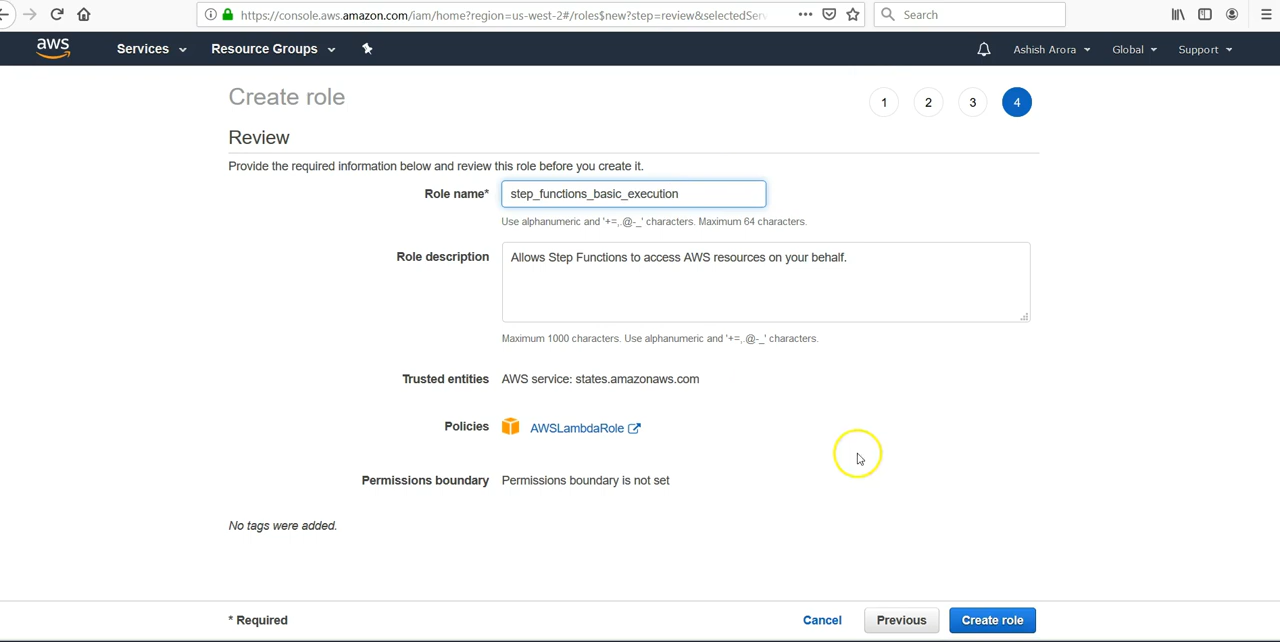 https://console.aws.amazon.com/iam/home?region=us-west-2#/roles$new?step=review&selectedSer
Search
aws
Services
Resource Groups
Ashish Arora
Global
Support
Create role
1
2
3
4
Review
Provide the required information below and review this role before you create it.
Role name*
step_functions_basic_execution
Use alphanumeric and '+=,.@-_' characters. Maximum 64 characters.
Role description
Allows Step Functions to access AWS resources on your behalf.
Maximum 1000 characters. Use alphanumeric and '+=,.@-_' characters.
Trusted entities
AWS service: states.amazonaws.com
Policies
AWSLambdaRole
Permissions boundary
Permissions boundary is not set
No tags were added.
* Required
Cancel
Previous
Create role